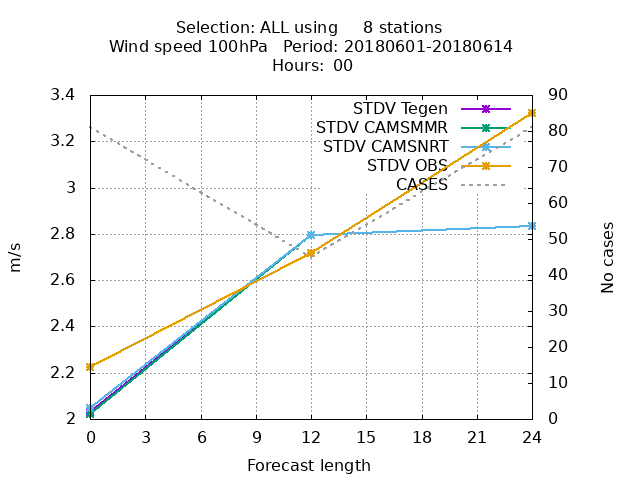 Selection: ALL using     8 stations
Wind speed 100hPa   Period: 20180601-20180614
Hours:  00
3.4
3.2
3
2.8
2.6
2.4
2.2
2
m/s
STDV Tegen
STDV CAMSMMR
STDV CAMSNRT
STDV OBS
CASES
90
80
70
60
50
40
30
20
10
0
No cases
0 3 6 9 12 15 18 21 24
Forecast length